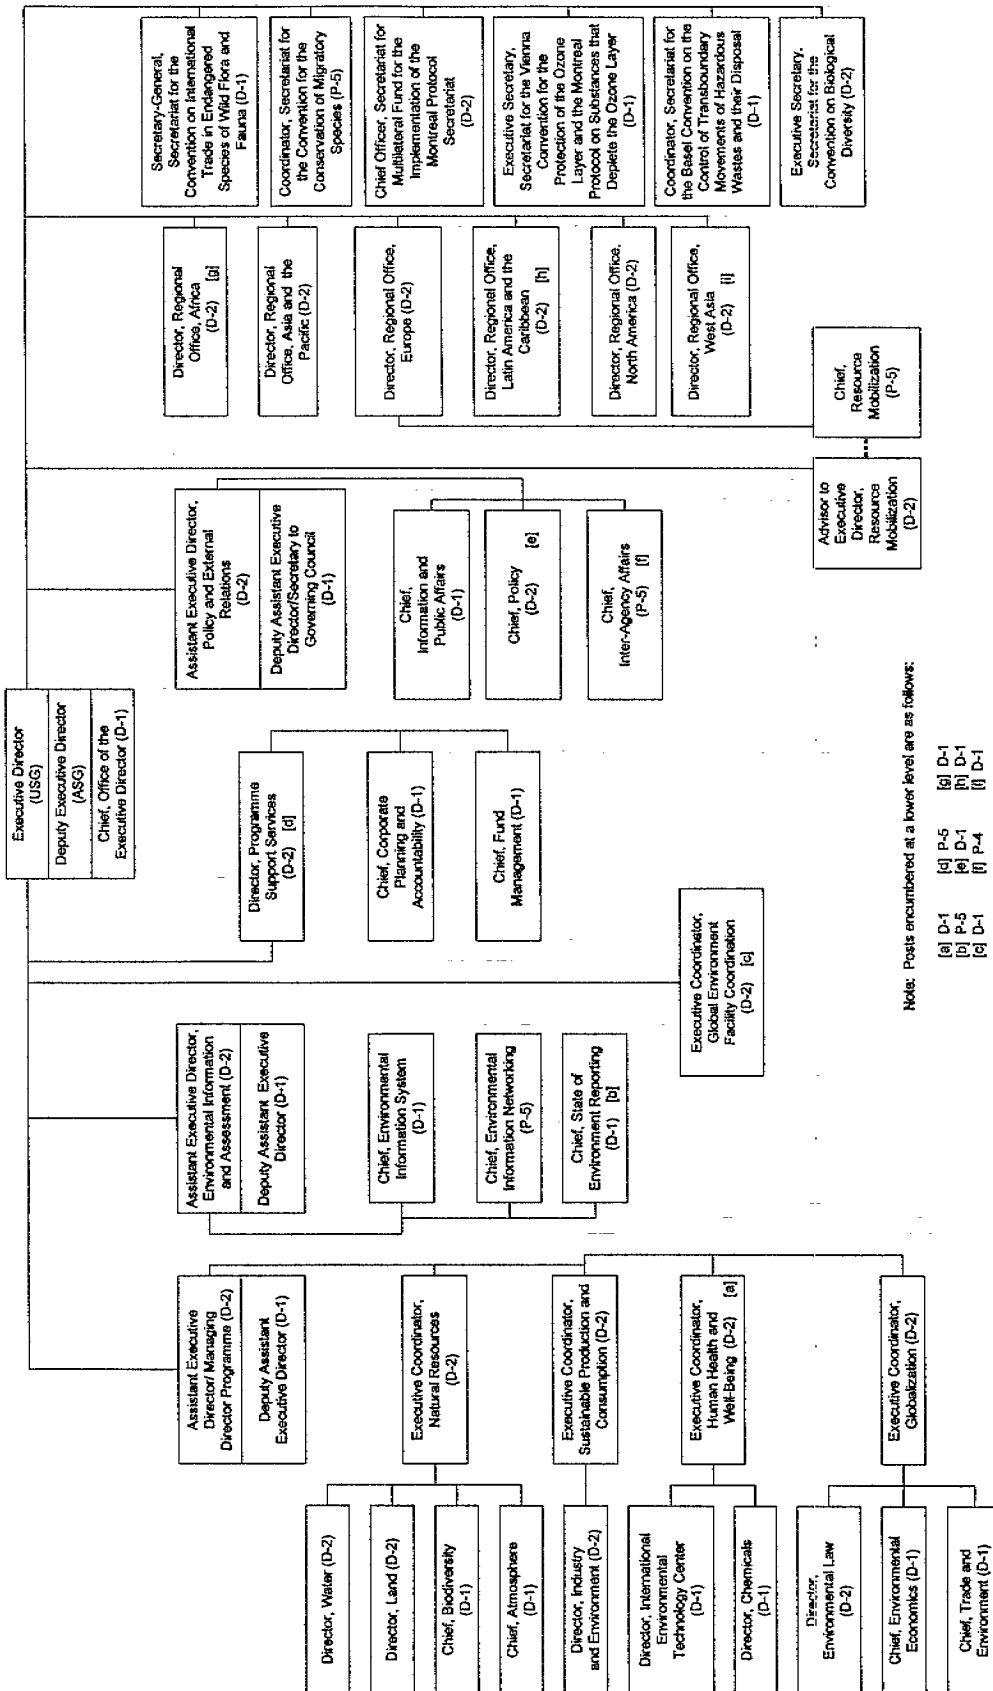 Executive Director
(USG)
Deputy Executive Director
(ASG)
Chief, Office of the
Executive Director (D-1)
Assistant Executive
Director/ Managing
Director Programme (D-2)
Deputy Assistant
Executive Director (D-1)
Executive Coordinator,
Natural Resources
(D-2)
Executive Coordinator,
Sustainable Production and
Consumption (D-2)
Executive Coordinator,
Human Health and
Well-Being (D-2) [a]
Executive Coordinator,
Globalization (D-2)
Director, Water (D-2)
Director, Land (D-2)
Chief, Biodiversity
(D-1)
Chief, Atmosphere
(D-1)
Director, Industry
and Environment (D-2)
Director, International
Environmental
Technology Center
(D-1)
Director, Chemicals
(D-1)
Director,
Environmental Law
(D-2)
Chief, Environmental
Economics (D-1)
Chief, Trade and
Environment (D-1)
Assistant Executive Director,
Environmental Information
and Assessment (D-2)
Deputy Assistant Executive
Director (D-1)
Chief, Environmental
Information System
(D-1)
Chief, Environmental
Information Networking
(P-5)
Chief, State of
Environment Reporting
(D-1) [b]
Executive Coordinator,
Global Environment
Facility Coordination
(D-2) [c]
Director, Programme
Support Services
(D-2) [d]
Chief, Corporate
Planning and
Accountability (D-1)
Chief, Fund
Management (D-1)
Assistant Executive Director,
Policy and External
Relations
(D-2)
Deputy Assistant Executive
Director/Secretary to
Governing Council
(D-1)
Chief,
Information and
Public Affairs
(D-1)
Chief, Policy
(D-2) [e]
Chief,
Inter-Agency Affairs
(P-5) [f]
Advisor to
Executive
Director,
Resource
Mobilization
(D-2)
Chief,
Resource
Mobilization
(P-5)
Director, Regional
Office, Africa
(D-2) [g]
Director, Regional
Office, Asia and the
Pacific (D-2)
Director, Regional Office,
Europe (D-2)
Director, Regional Office,
Latin America and the
Caribbean
(D-2) [h]
Director, Regional Office,
North America (D-2)
Director, Regional Office,
West Asia
(D-2) [i]
Secretary-General,
Secretariat for the
Convention on International
Trade in Endangered
Species of Wild Flora and
Fauna (D-1)
Coordinator, Secretariat for
the Convention for the
Conservation of Migratory
Species (P-5)
Chief Officer, Secretariat for
Multilateral Fund for the
Implementation of the
Montreal Protocol
Secretariat
(D-2)
Executive Secretary,
Secretariat for the Vienna
Convention for the
Protection of the Ozone
Layer and the Montreal
Protocol on Substances that
Deplete the Ozone Layer
(D-1)
Coordinator, Secretariat for
the Basel Convention on the
Control of Transboundary
Movements of Hazardous
Wastes and their Disposal
(D-1)
Executive Secretary,
Secretariat for the
Convention on Biological
Diversity (D-2)
Note: Posts encumbered at a lower level are as follows:
[a] D-1 [d] P-5 [g] D-1
[b] P-5 [e] D-1 [h] D-1
[c] D-1 [f] P-4 [i] D-1